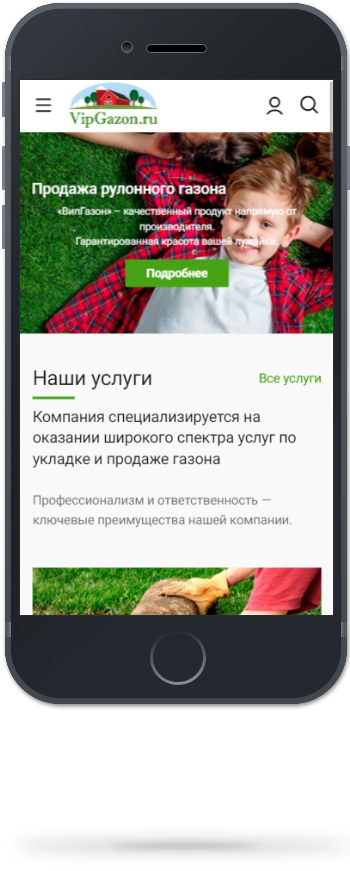 VipGazon.ru
Продажа рулонного газона
«ВипГазон» – качественный продукт напрямую от
производителя.
Гарантированная красота вашей лужайки.
Подробнее
Наши услуги
Все услуги
Компания специализируется на
оказании широкого спектра услуг по
укладке и продаже газона
Профессионализм и ответственность —
ключевые преимущества нашей компании.